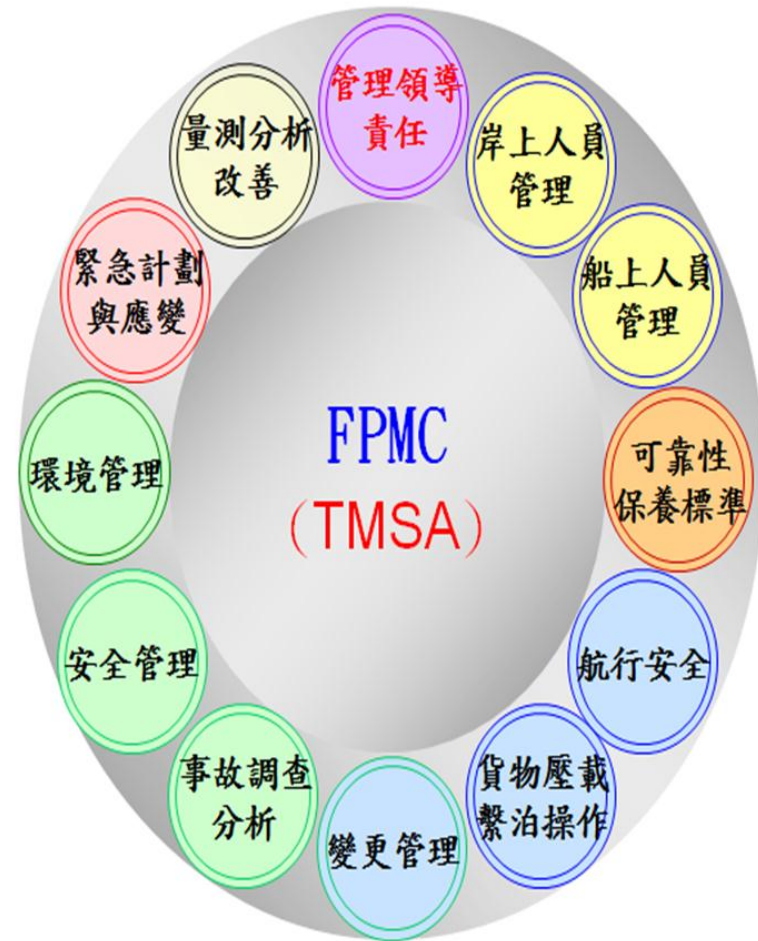 管理領導
責任
岸上人員
管理
船上人員
管理
可靠性
保養標準
航行安全
貨物壓載
繫泊操作
變更管理
事故調查
分析
安全管理
環境管理
緊急計劃
與應變
量測分析
改善
FPMC
(TMSA)